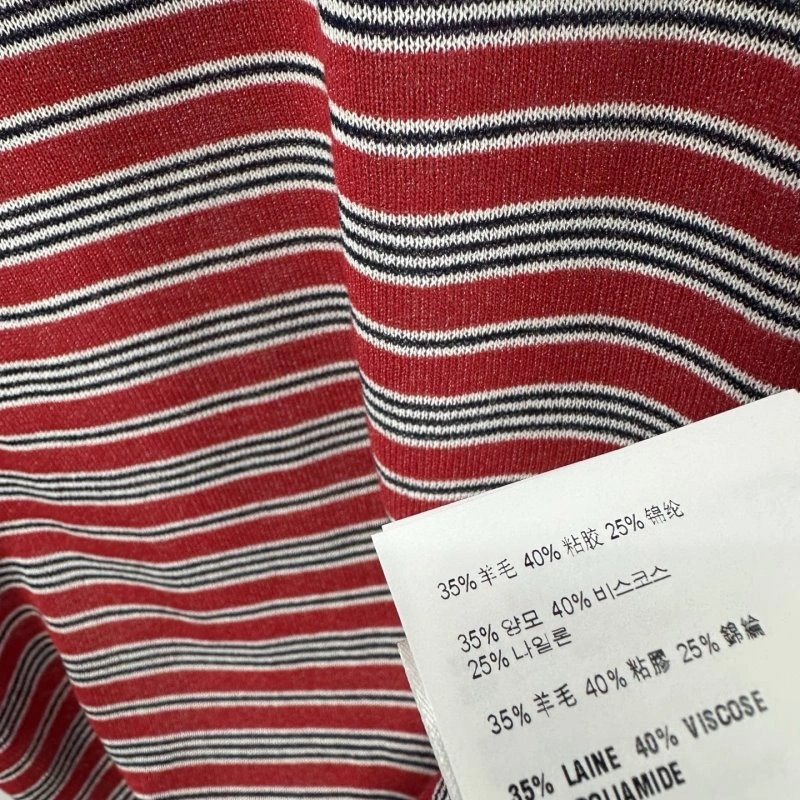 35% 羊毛 40% 粘胶 25% 锦纶
35% 양모 40% 비스코스
25% 나일론
35% 羊毛 40% 粘膠 25% 錦綸
35% LAINE 40% VISCOSE
POLIAMIDE